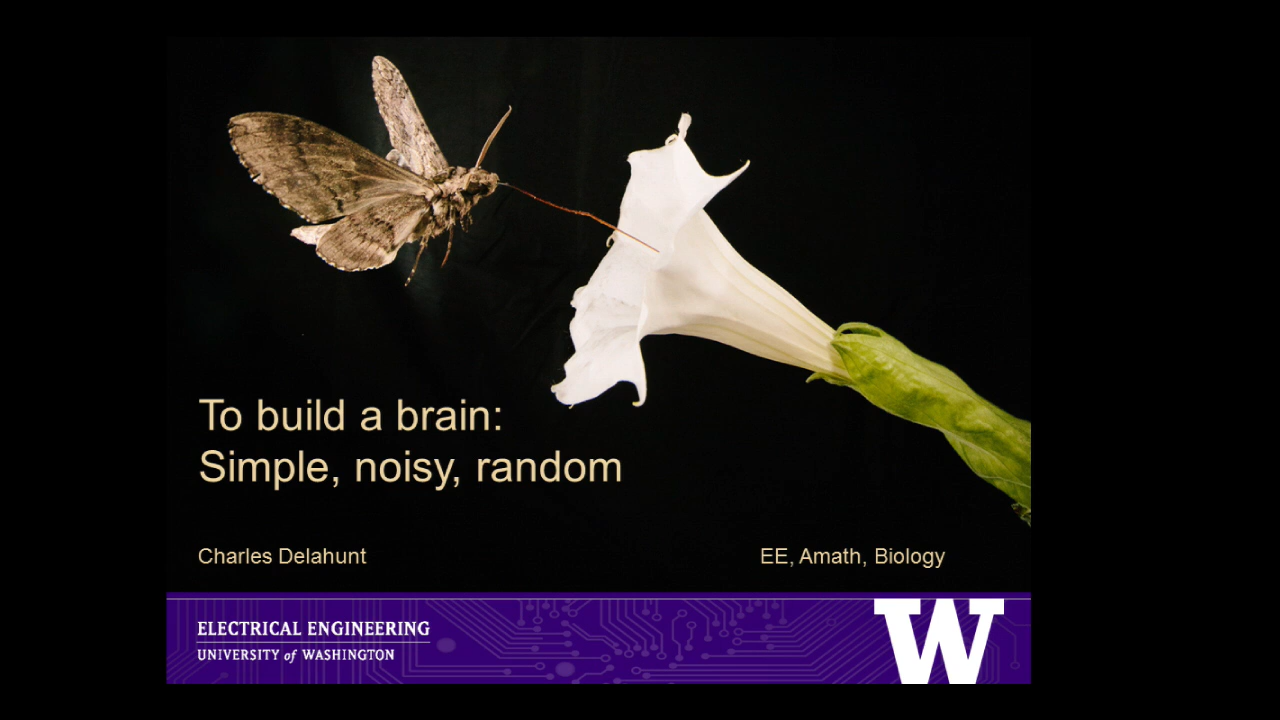 To build a brain:
Simple, noisy, random
Charles Delahunt
EE, Amath, Biology
ELECTRICAL ENGINEERING
UNIVERSITY of WASHINGTON
W